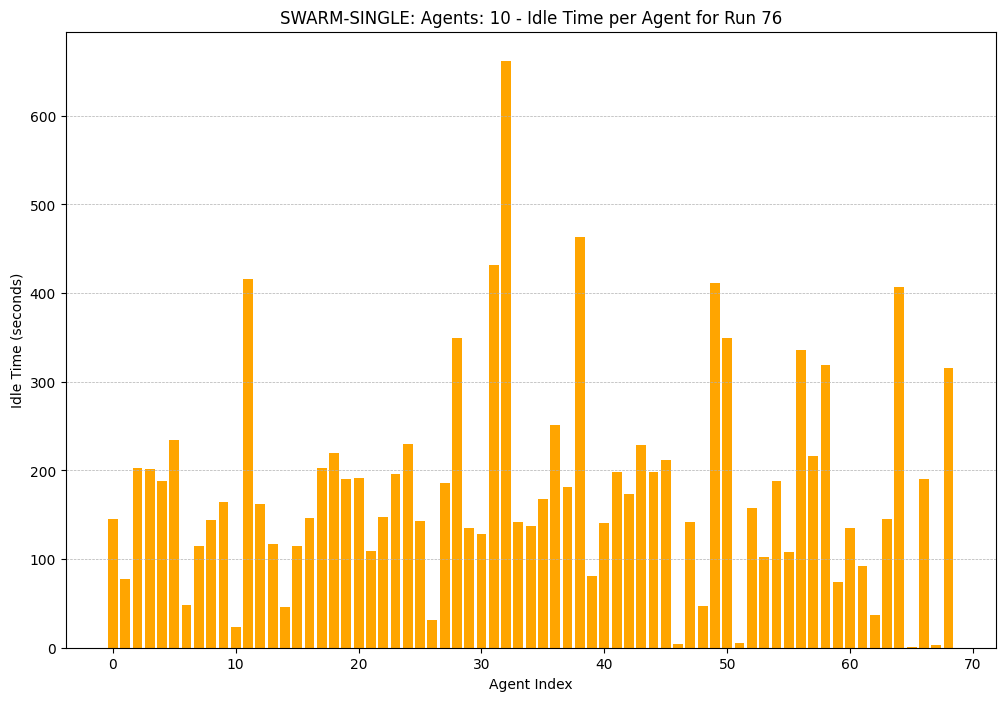 SWARM-SINGLE: Agents: 10 - Idle Time per Agent for Run 76
Idle Time (seconds)
600
500
400
300
200
100
0
0 10 20 30 40 50 60 70
Agent Index